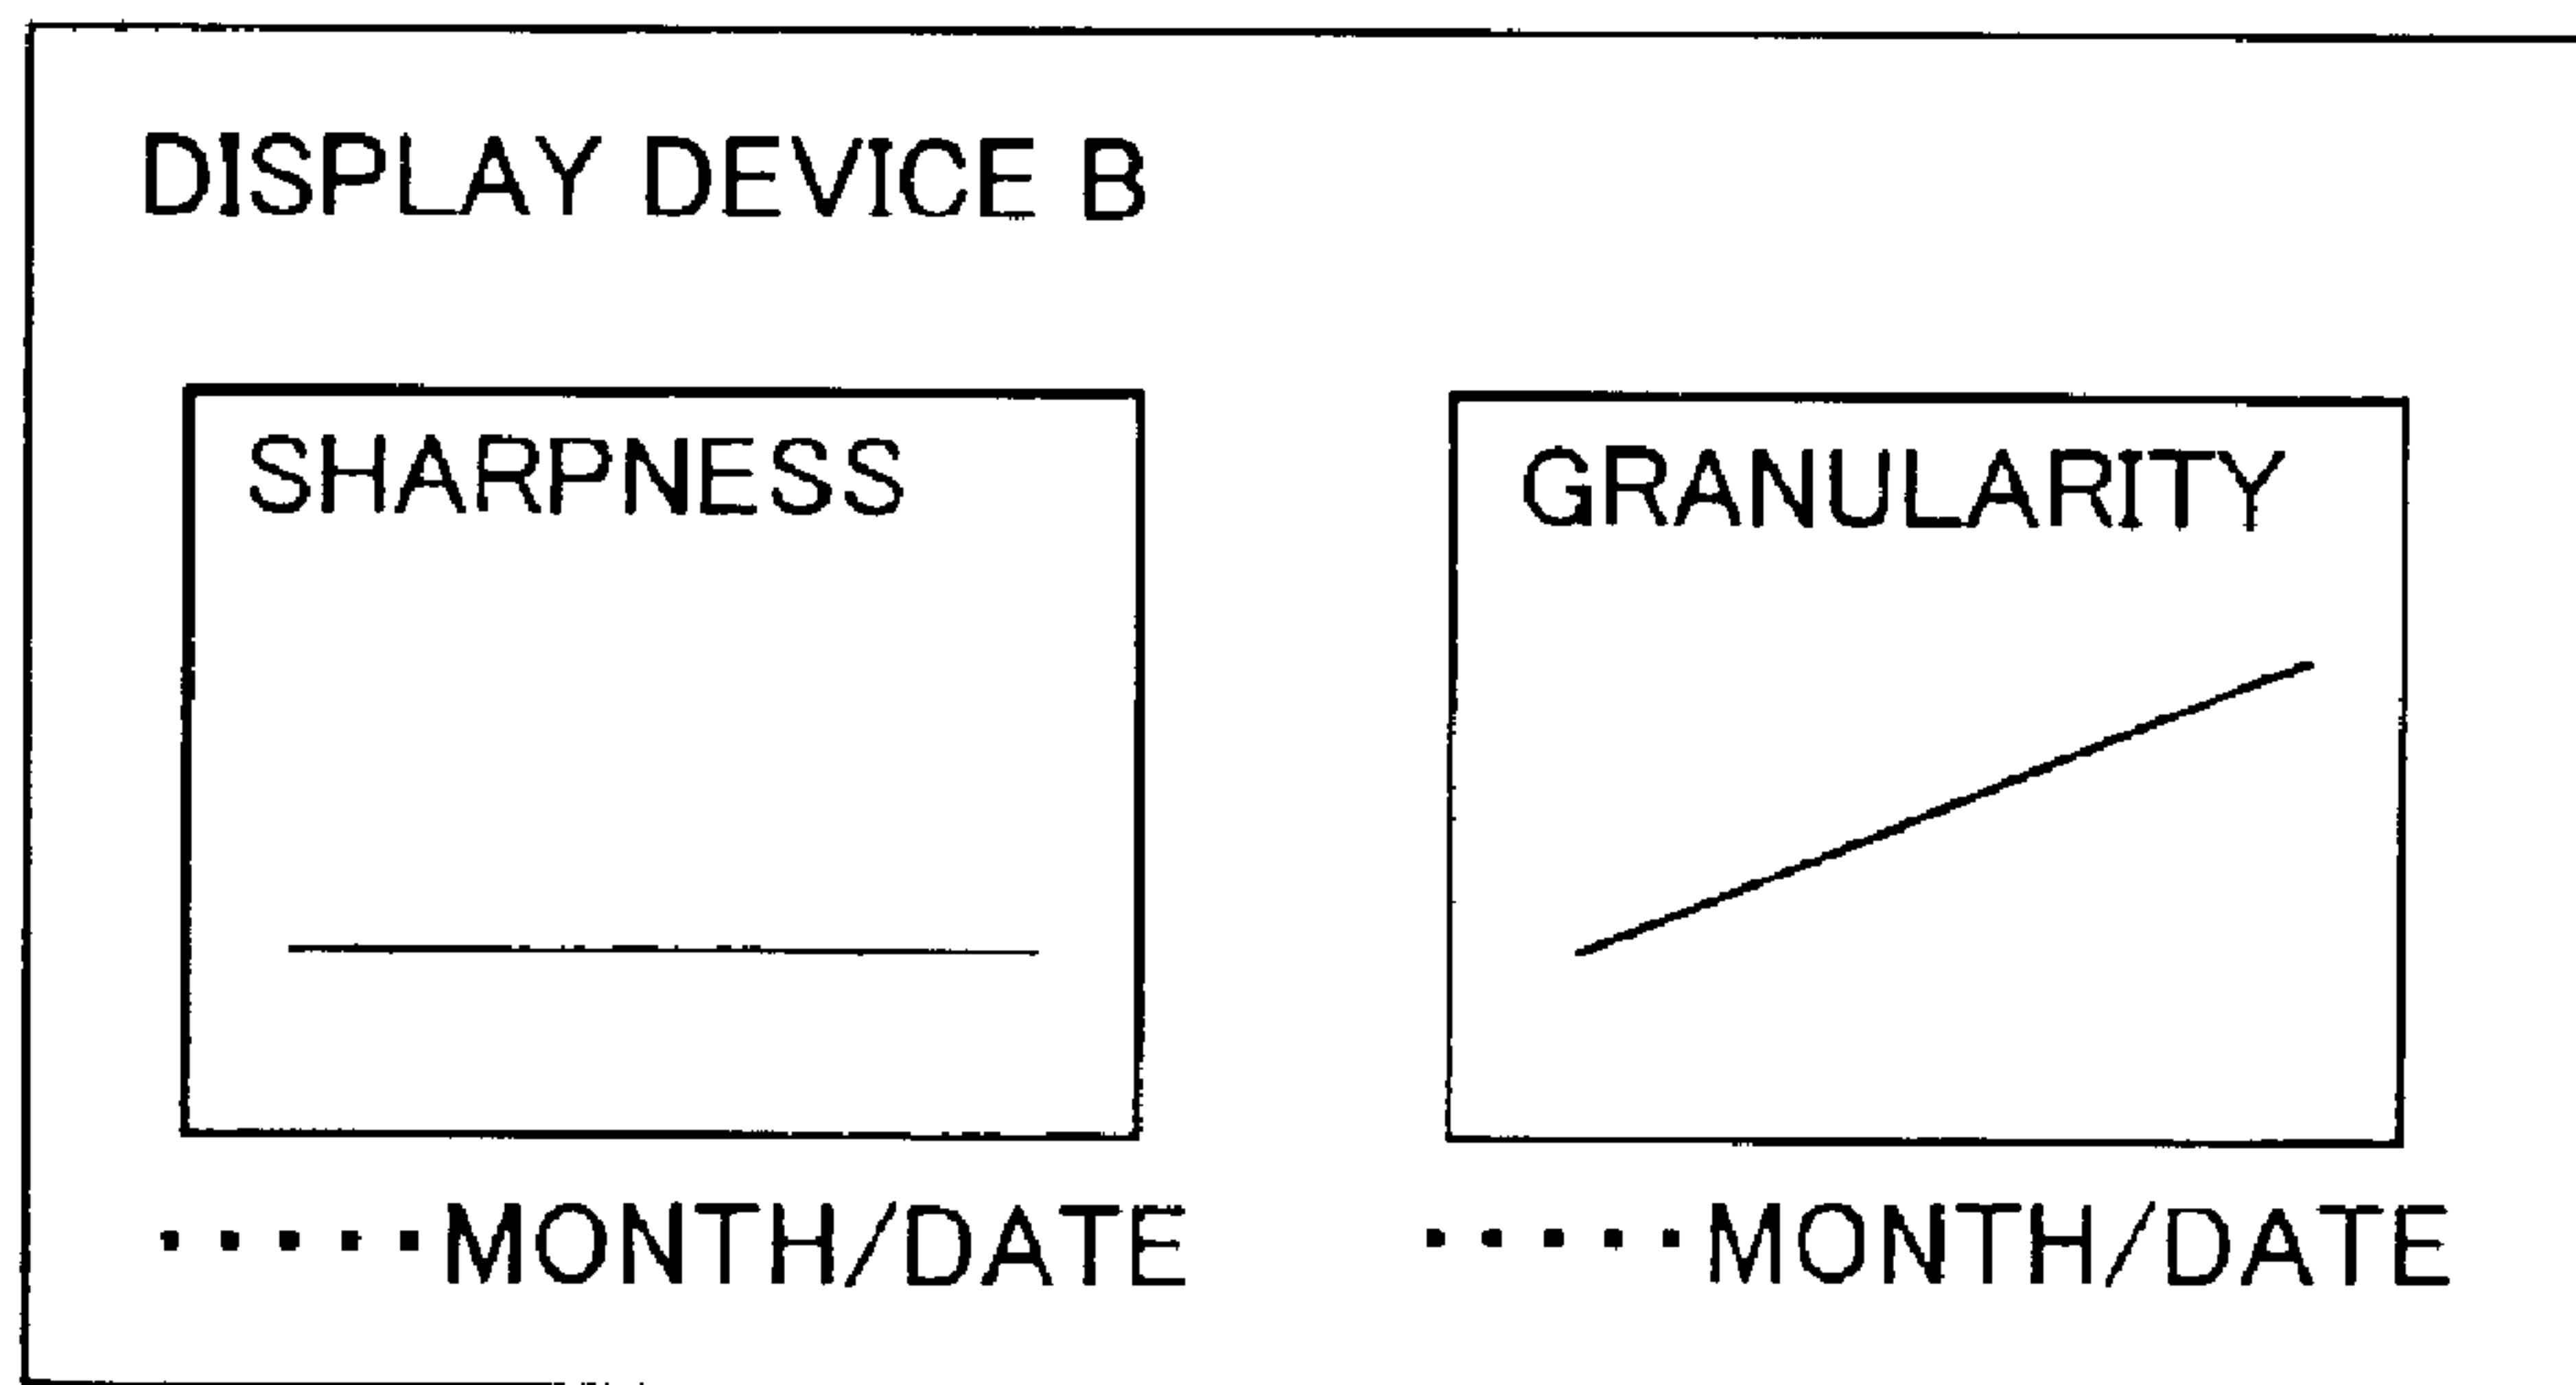 DISPLAY DEVICE B
SHARPNESS
GRANULARITY
·····MONTH/DATE
·····MONTH/DATE